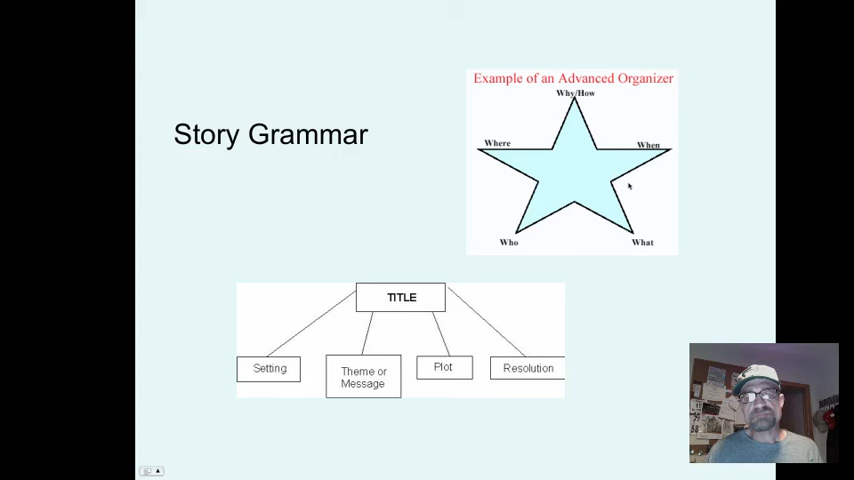 Example of an Advanced Organizer
Why/How
Story Grammar
Where
When
Who
What
TITLE
Setting
Theme or
Message
Plot
Resolution